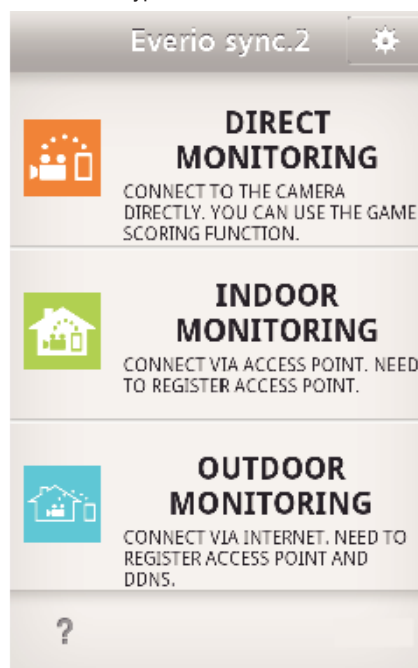 Everio sync.2
DIRECT
MONITORING
CONNECT TO THE CAMERA
DIRECTLY. YOU CAN USE THE GAME
SCORING FUNCTION.
INDOOR
MONITORING
CONNECT VIA ACCESS POINT. NEED
TO REGISTER ACCESS POINT.
OUTDOOR
MONITORING
CONNECT VIA INTERNET. NEED TO
REGISTER ACCESS POINT AND
DDNS.
?